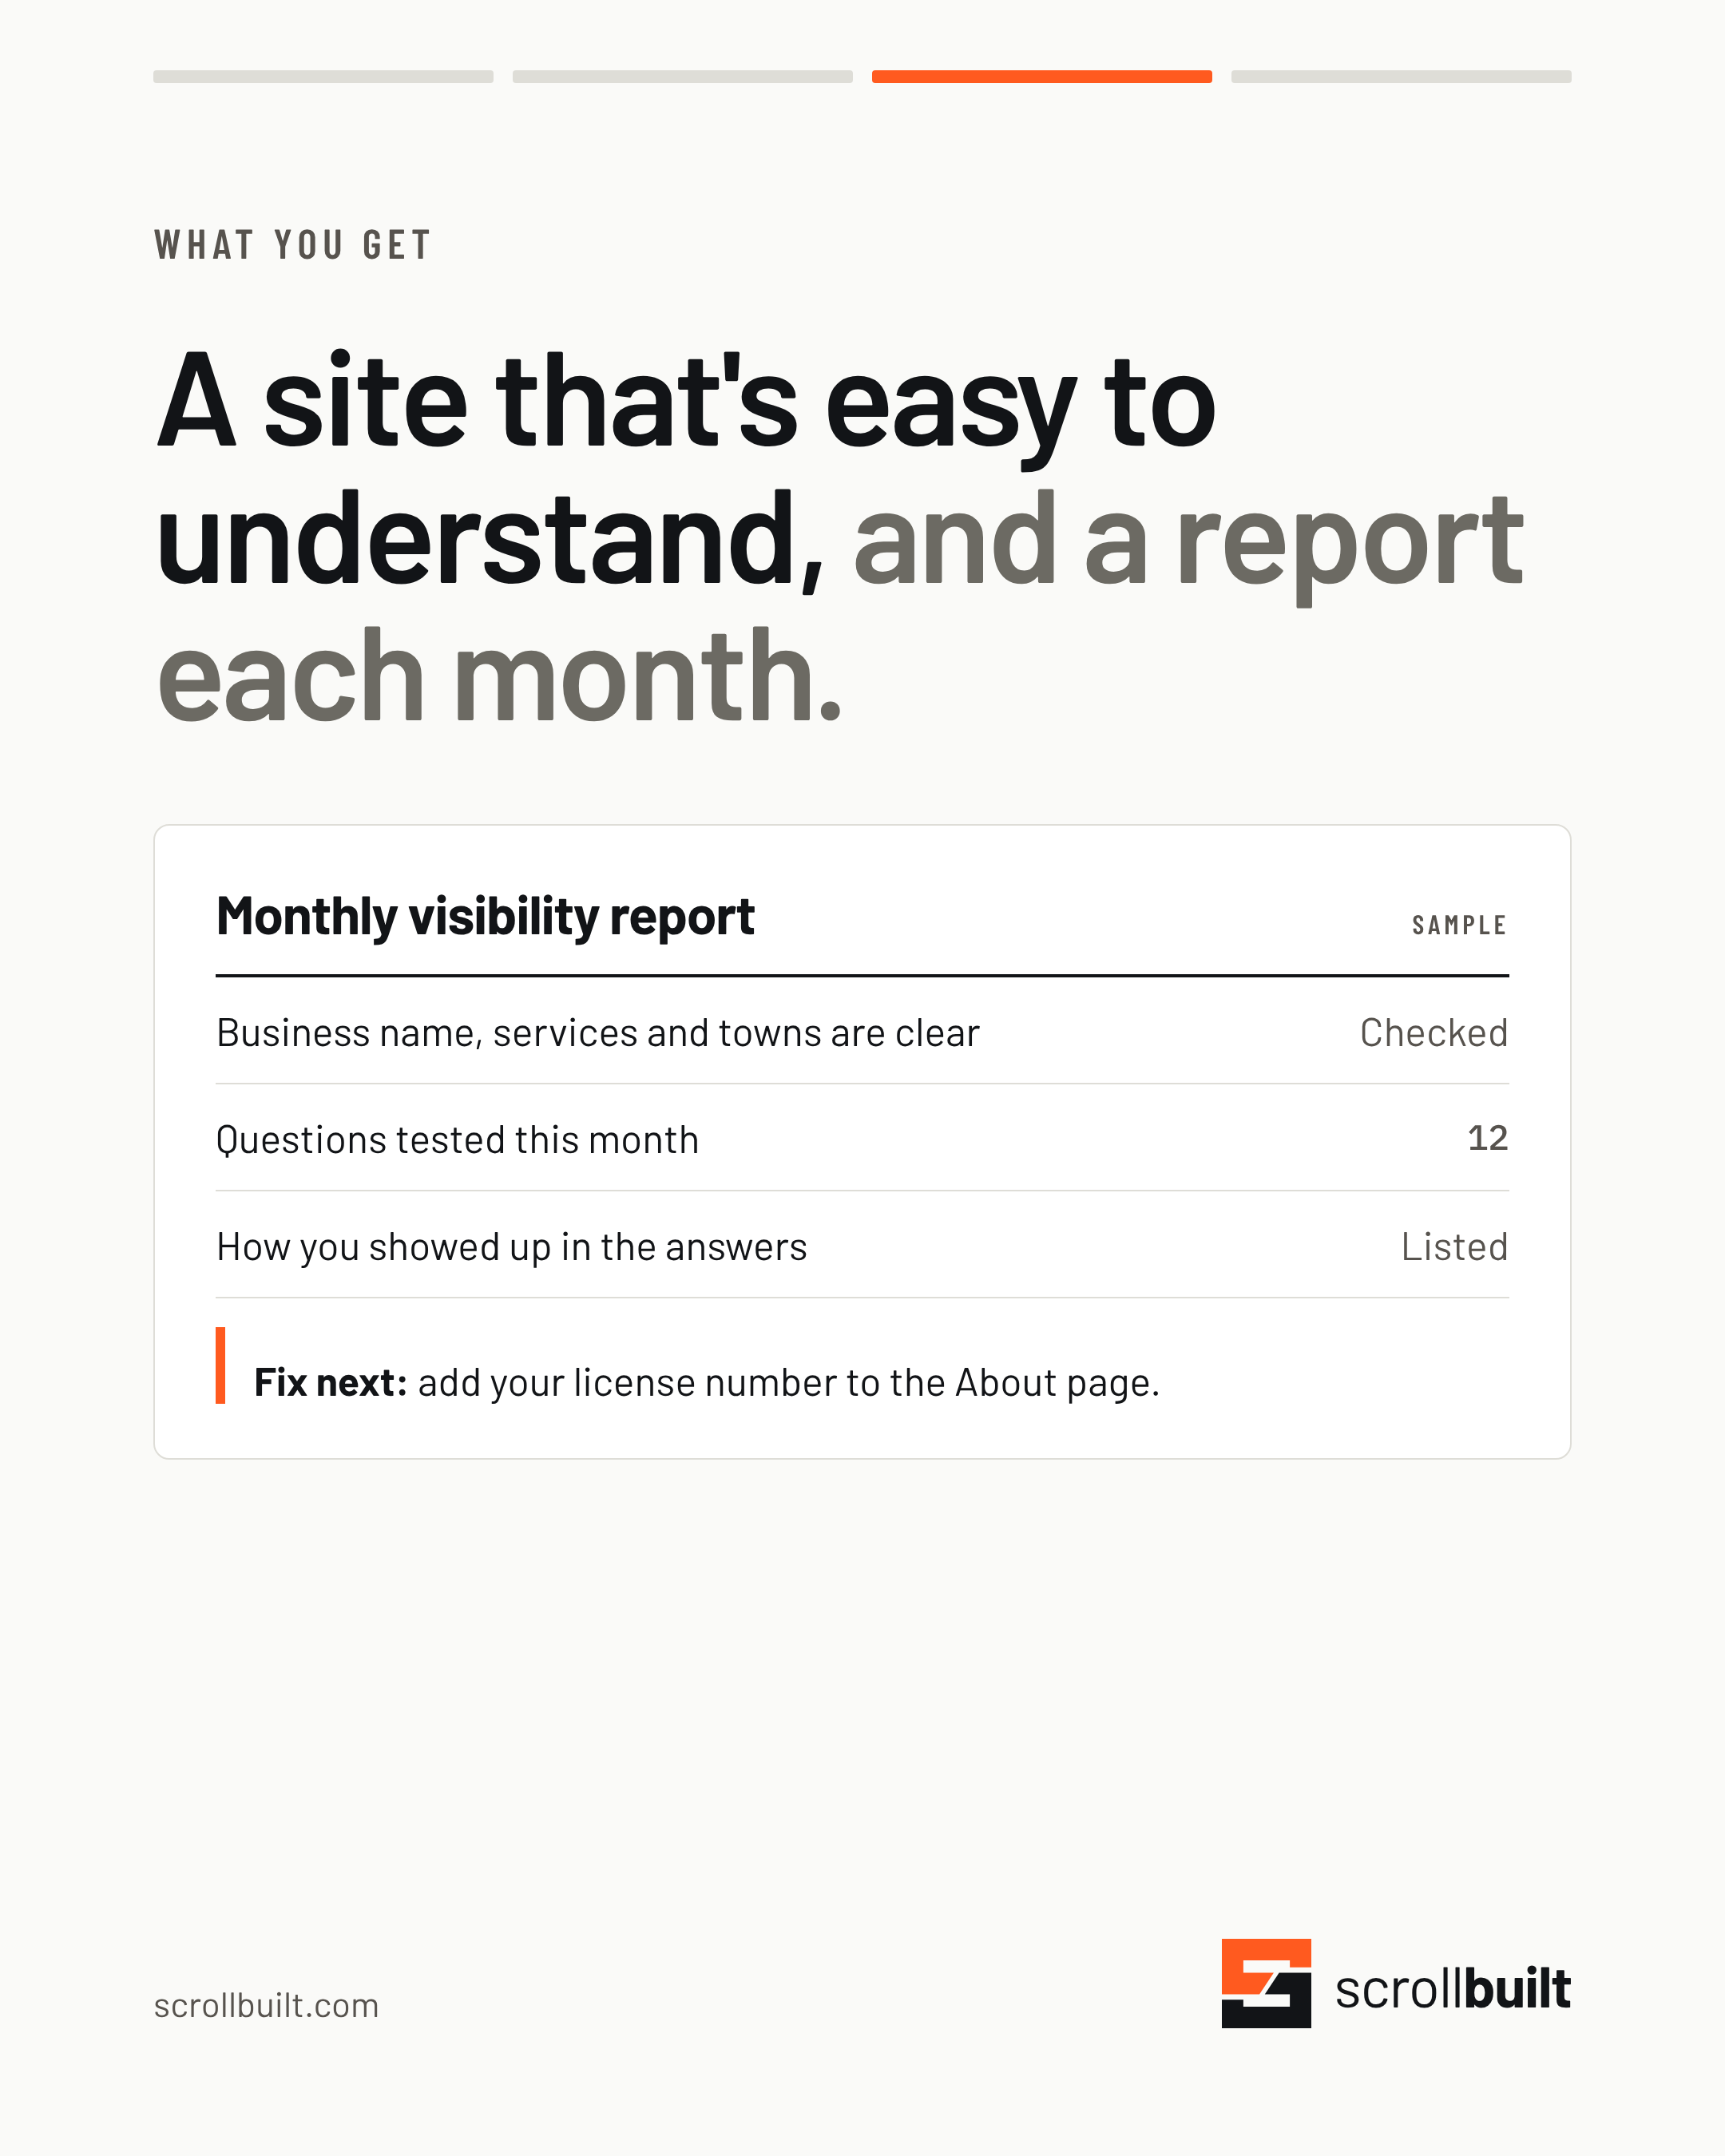 WHAT YOU GET
A site that's easy to
understand, and a report
each month.
Monthly visibility report
SAMPLE
Business name, services and towns are clear
Checked
Questions tested this month
12
How you showed up in the answers
Listed
Fix next: add your license number to the About page.
scrollbuilt.com
scrollbuilt